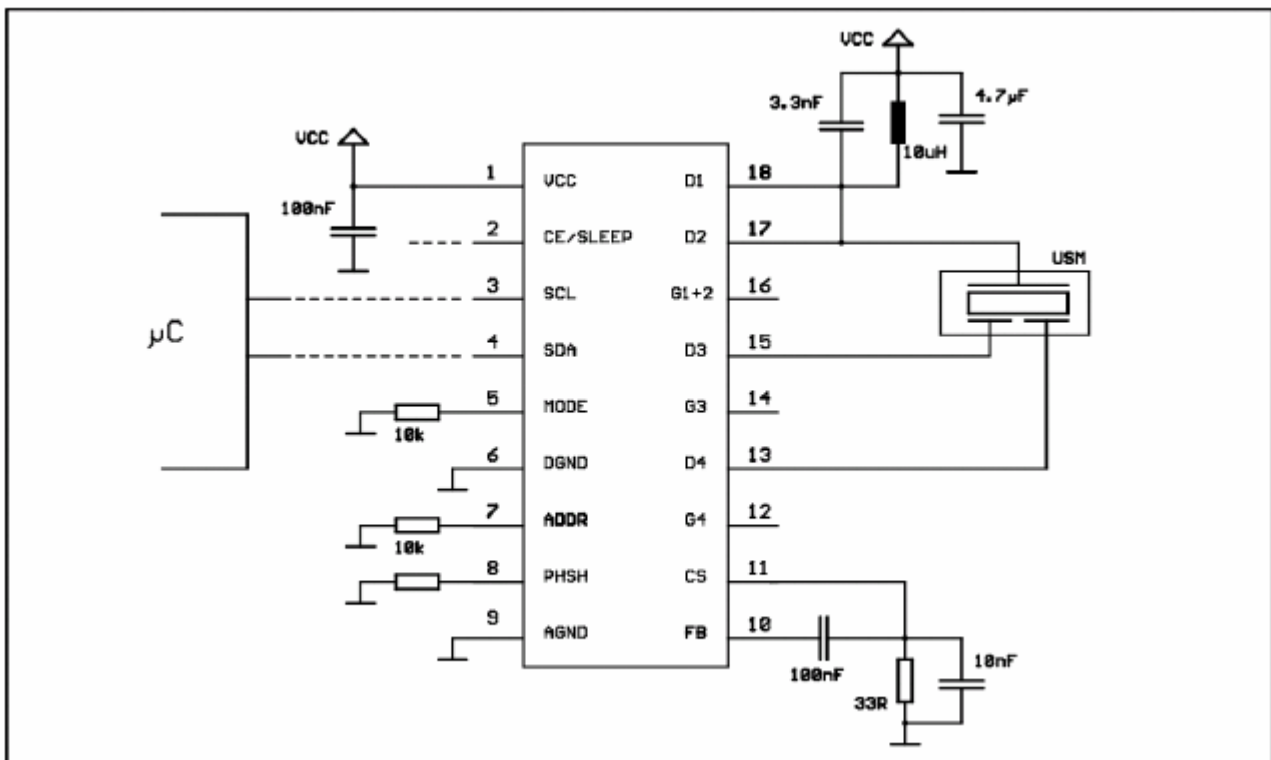 VCC
3.3nF
4.7µF
10uH
VCC
100nF
1 VCC D1 18
2 CE/SLEEP D2 17
USM
3 SCL G1+2 16
µC
4 SDA D3 15
5 MODE G3 14
10k
6 DGND D4 13
7 ADDR G4 12
10k
8 PHSH CS 11
9 AGND FB 10
100nF
33R
10nF